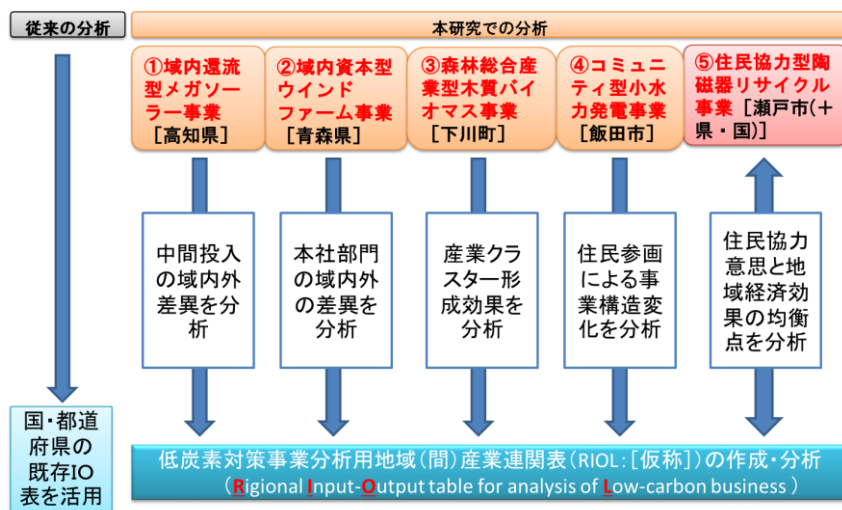 従来の分析
本研究での分析
①域内還流
型メガソー
ラー事業
[高知県]
②域内資本型
ウインド
ファーム事業
[青森県]
③森林総合産
業型木質バイ
オマス事業
[下川町]
④コミュニ
ティ型小水
力発電事業
[飯田市]
⑤住民協力型陶
磁器リサイクル
事業 [瀬戸市(+
県・国)]
中間投入
の域内外
差異を分
析
本社部門
の域内外
の差異を
分析
産業クラ
スター形
成効果を
分析
住民参画
による事
業構造変
化を分析
住民協力
意思と地
域経済効
果の均衡
点を分析
国・都道
府県の
既存IO
表を活用
低炭素対策事業分析用地域(間)産業連関表(RIOL:[仮称])の作成・分析
(Rigional Input-Output table for analysis of Low-carbon business )